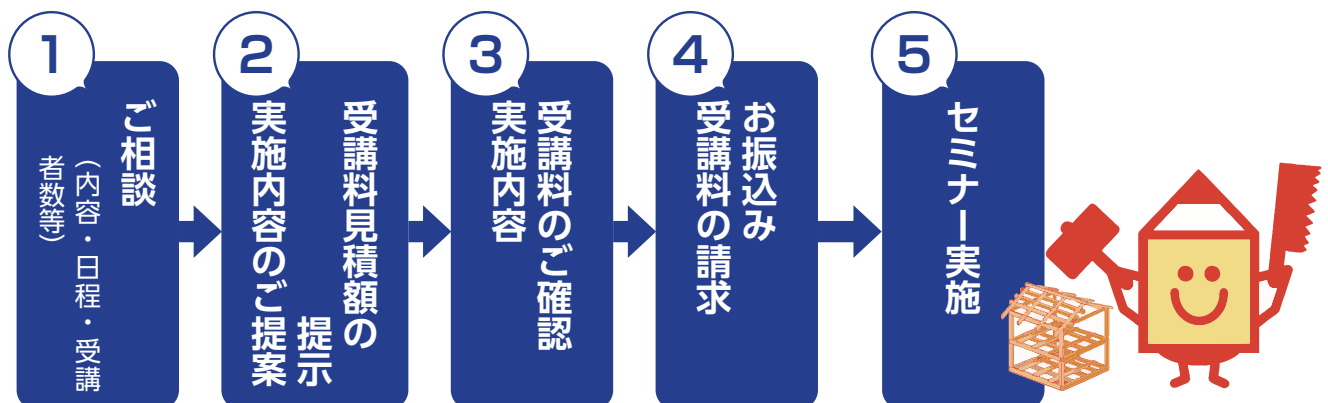 1
ご相談
（内容・日程・受講
者数等）
2
受講料見積額の
提示
実施内容のご提案
3
受講料のご確認
実施内容
4
お振込み
受講料の請求
5
セミナー実施